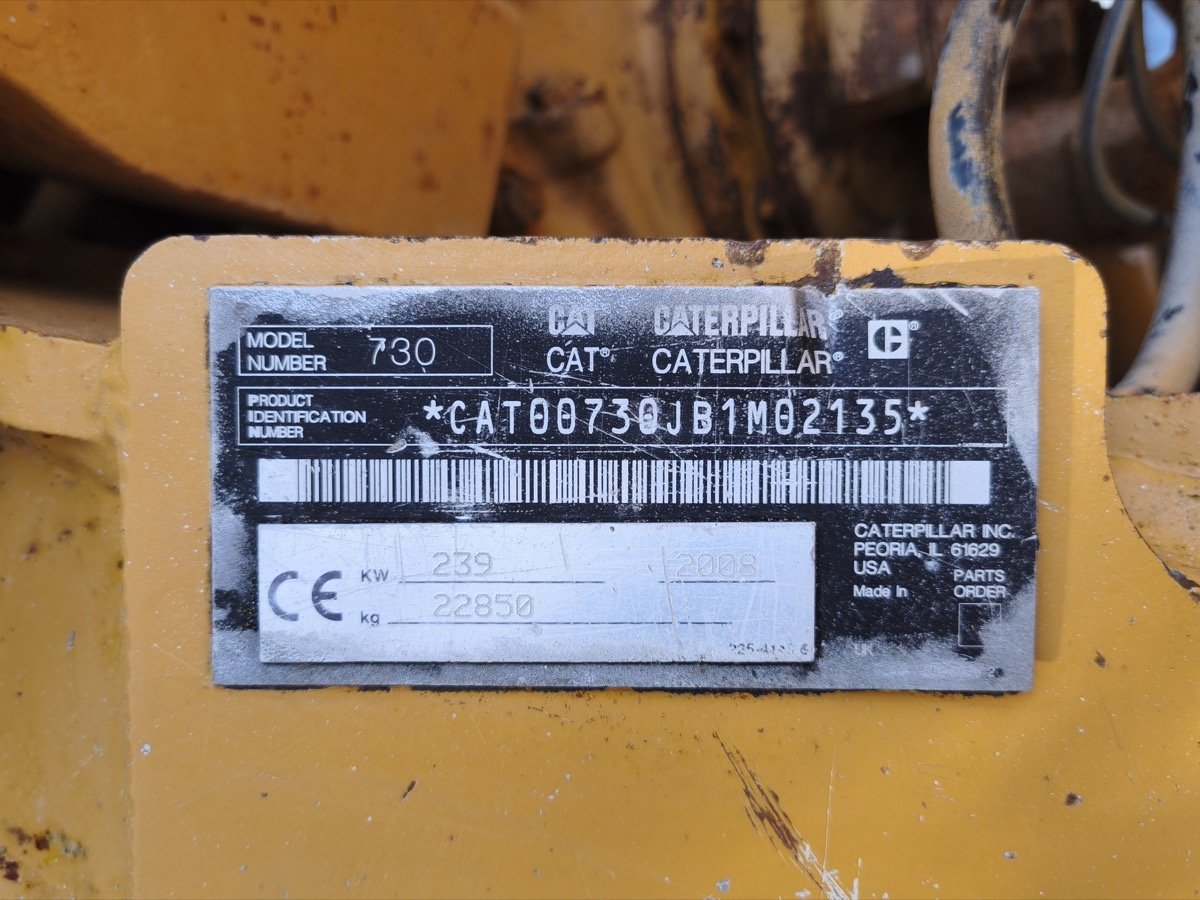 CAT CATERPILLAR®
MODEL NUMBER 730 CAT® CATERPILLAR®
PRODUCT
IDENTIFICATION
NUMBER
*CAT00730JB1M02135*
CATERPILLAR INC.
PEORIA, IL 61629
USA
Made In
UK
PARTS
ORDER
CE
KW 239 2008
kg 22850